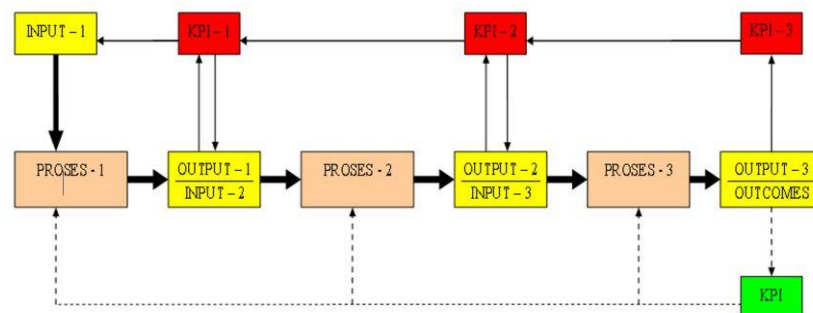 INPUT – 1
KPI – 1
KPI – 2
KPI – 3
PROSES - 1
OUTPUT – 1
INPUT – 2
PROSES - 2
OUTPUT – 2
INPUT – 3
PROSES - 3
OUTPUT – 3
OUTCOMES
KPI